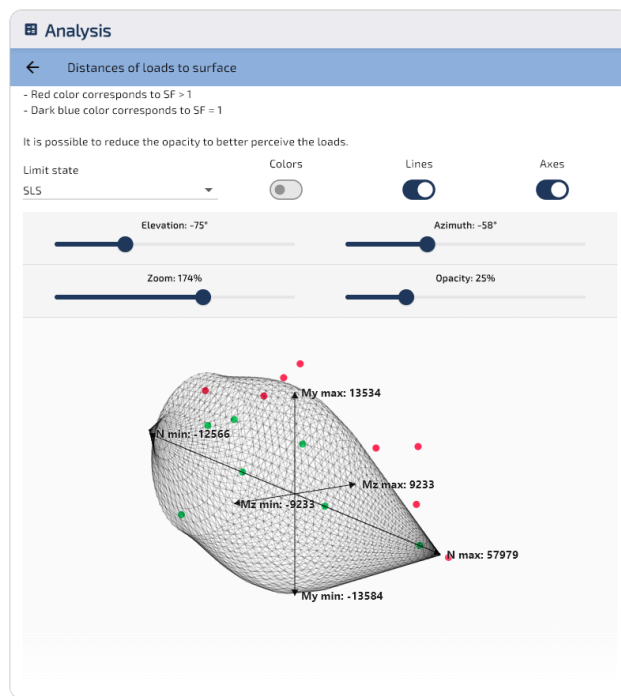 Analysis
Distances of loads to surface
- Red color corresponds to SF > 1
- Dark blue color corresponds to SF = 1
It is possible to reduce the opacity to better perceive the loads.
Limit state
Colors
Lines
Axes
SLS
Elevation: -75°
Azimuth: -58°
Zoom: 174%
Opacity: 25%
My max: 13534
N min: -12566
Mz max: 9233
Mz min: -9233
N max: 57979
My min: -13584